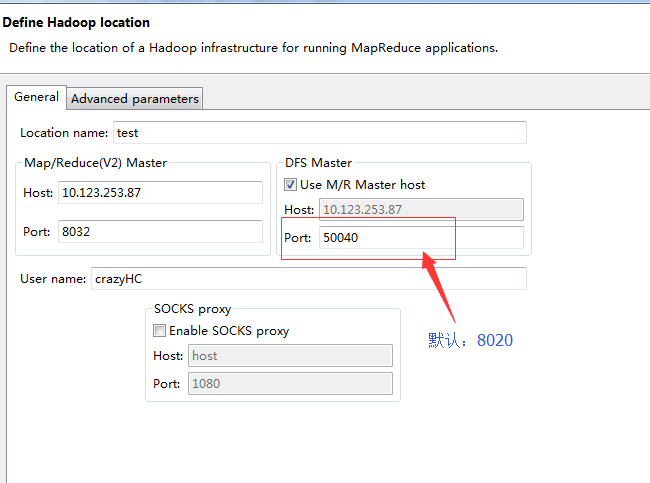 Define Hadoop location
Define the location of a Hadoop infrastructure for running MapReduce applications.
General
Advanced parameters
Location name: test
Map/Reduce(V2) Master
Host: 10.123.253.87
Port: 8032
DFS Master
Use M/R Master host
Host: 10.123.253.87
Port: 50040
User name: crazyHC
SOCKS proxy
Enable SOCKS proxy
Host: host
Port: 1080
默认：8020